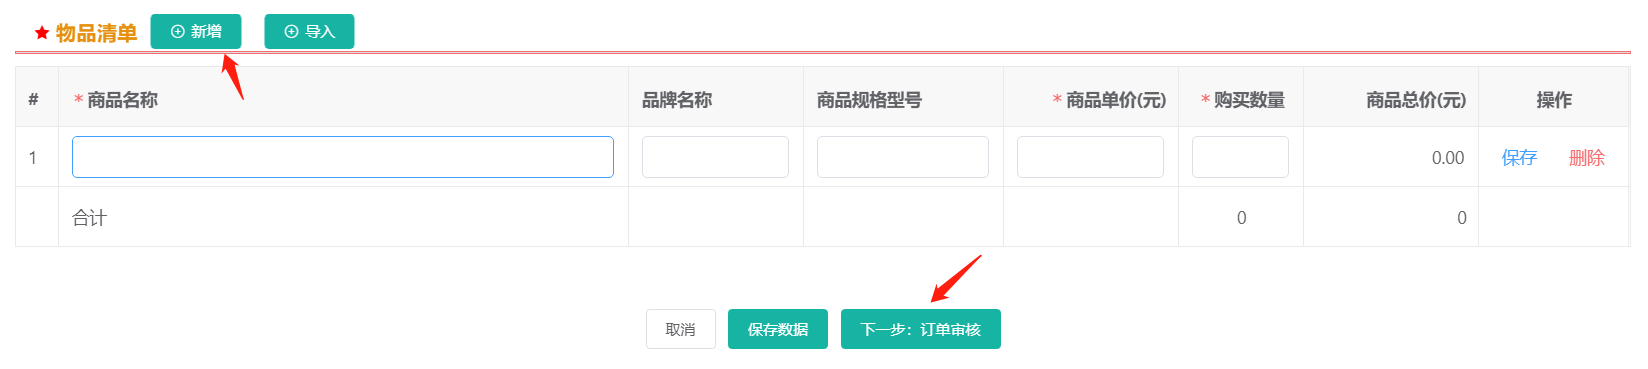 ★ 物品清单 新增 导入
# * 商品名称 品牌名称 商品规格型号 * 商品单价(元) * 购买数量 商品总价(元) 操作
1 0.00 保存 删除
合计 0 0
取消 保存数据 下一步：订单审核